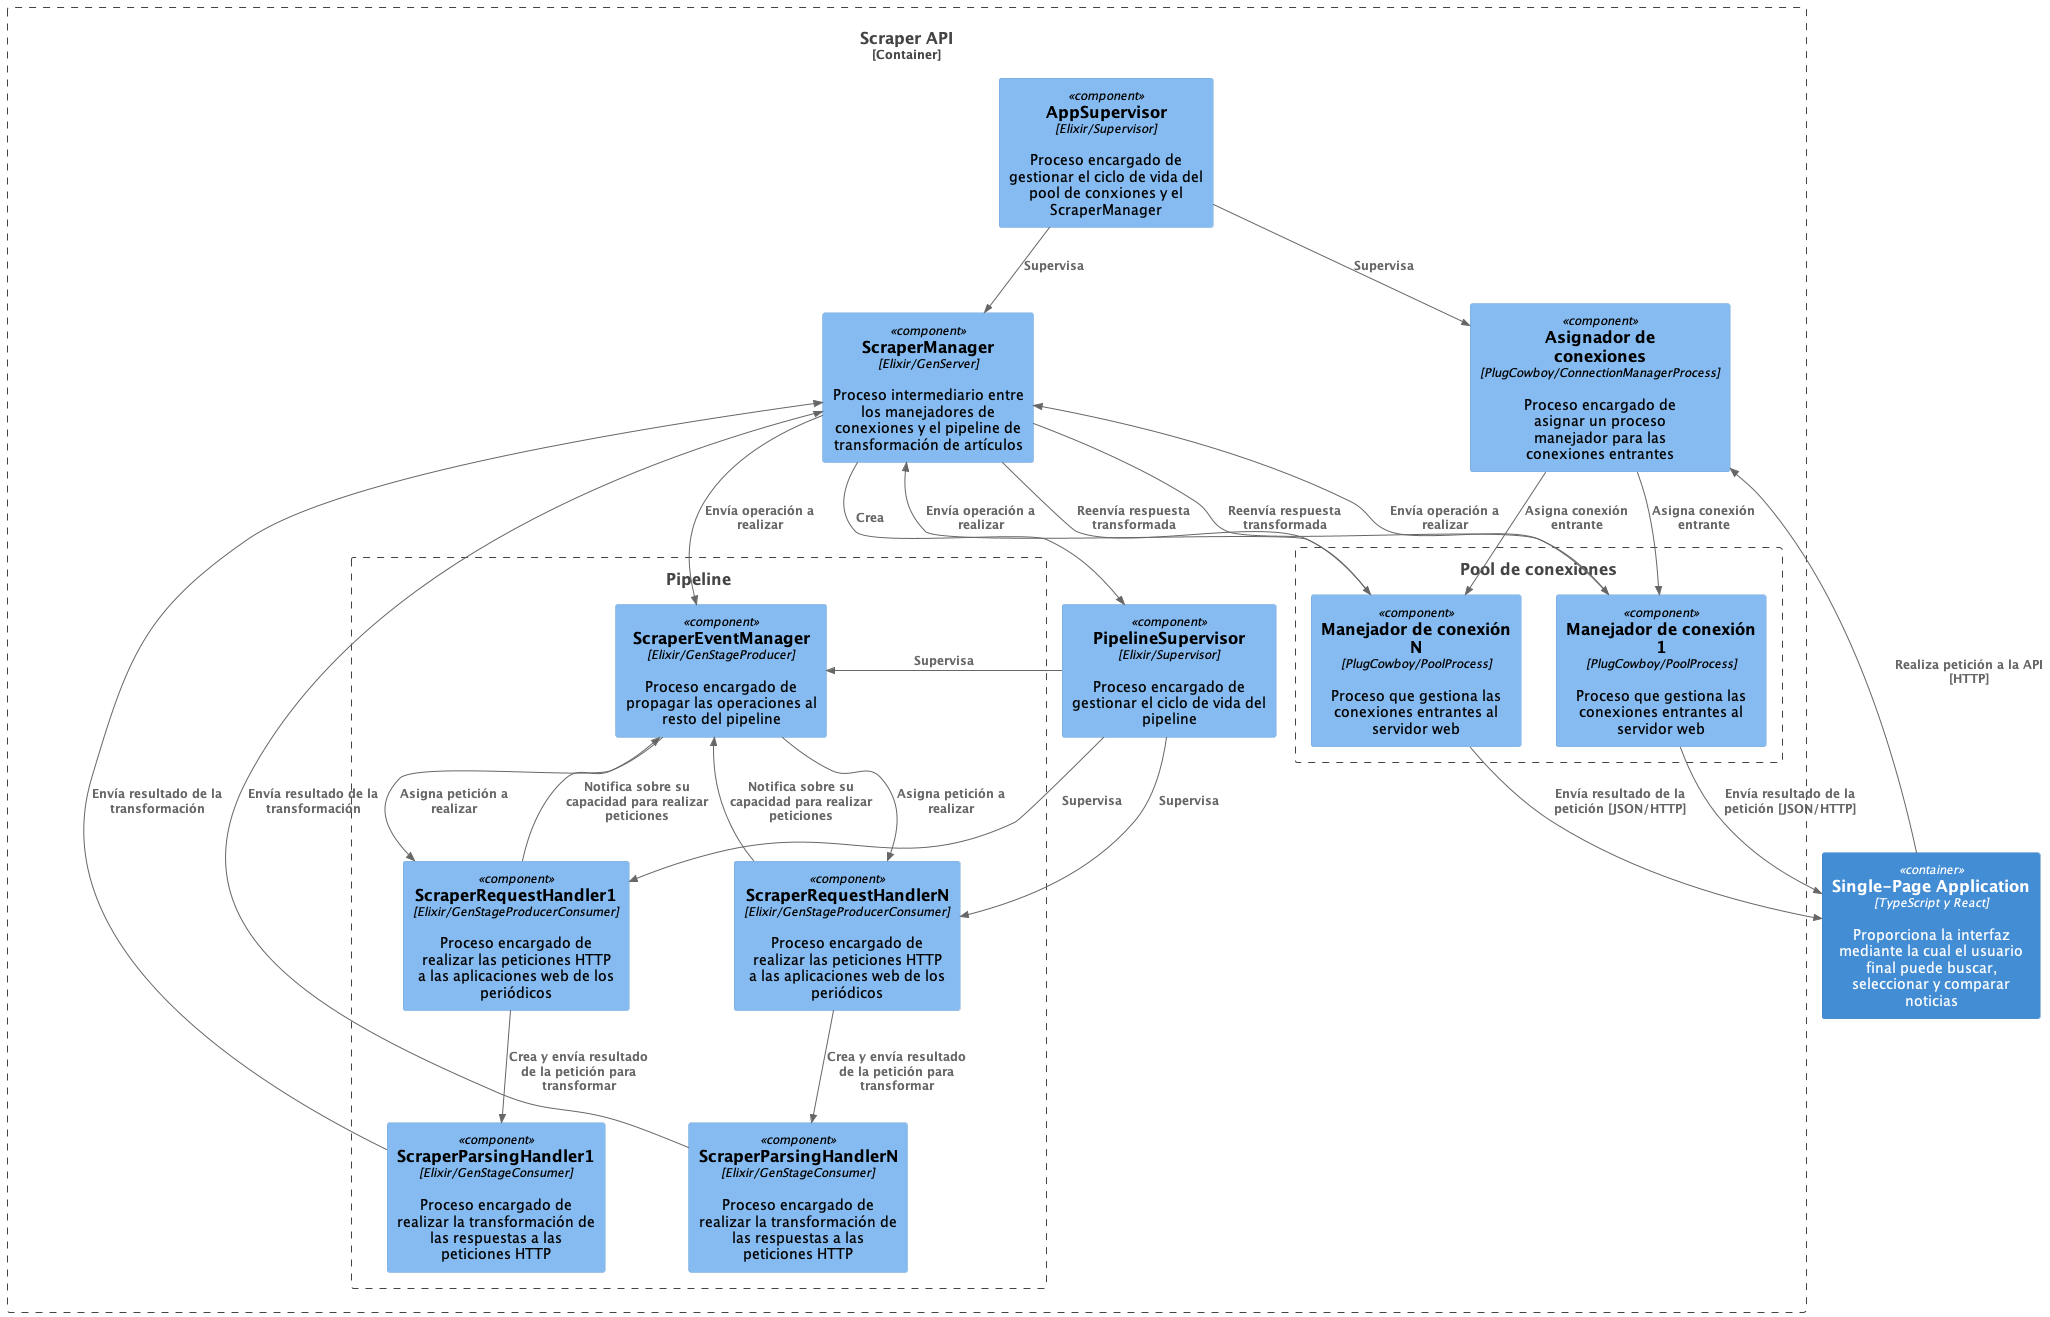 Scraper API
[Container]
«component»
AppSupervisor
[Elixir/Supervisor]
Proceso encargado de
gestionar el ciclo de vida del
pool de conxiones y el
ScraperManager
Supervisa
Supervisa
«component»
ScraperManager
[Elixir/GenServer]
Proceso intermediario entre
los manejadores de
conexiones y el pipeline de
transformación de artículos
«component»
Asignador de
conexiones
[PlugCowboy/ConnectionManagerProcess]
Proceso encargado de
asignar un proceso
manejador para las
conexiones entrantes
Envía operación a
realizar
Crea
Envía operación a
realizar
Reenvía respuesta
transformada
Reenvía respuesta
transformada
Envía operación a
realizar
Asigna conexión
entrante
Asigna conexión
entrante
Pipeline
Pool de conexiones
«component»
ScraperEventManager
[Elixir/GenStageProducer]
Proceso encargado de
propagar las operaciones al
resto del pipeline
Supervisa
«component»
PipelineSupervisor
[Elixir/Supervisor]
Proceso encargado de
gestionar el ciclo de vida del
pipeline
«component»
Manejador de conexión
N
[PlugCowboy/PoolProcess]
Proceso que gestiona las
conexiones entrantes al
servidor web
«component»
Manejador de conexión
1
[PlugCowboy/PoolProcess]
Proceso que gestiona las
conexiones entrantes al
servidor web
Realiza petición a la API
[HTTP]
Envía resultado de la
transformación
Envía resultado de la
transformación
Asigna petición a
realizar
Notifica sobre su
capacidad para realizar
peticiones
Notifica sobre su
capacidad para realizar
peticiones
Asigna petición a
realizar
Supervisa
Supervisa
Envía resultado de la
petición [JSON/HTTP]
Envía resultado de la
petición [JSON/HTTP]
«component»
ScraperRequestHandler1
[Elixir/GenStageProducerConsumer]
Proceso encargado de
realizar las peticiones HTTP
a las aplicaciones web de los
periódicos
«component»
ScraperRequestHandlerN
[Elixir/GenStageProducerConsumer]
Proceso encargado de
realizar las peticiones HTTP
a las aplicaciones web de los
periódicos
«container»
Single-Page Application
[TypeScript y React]
Proporciona la interfaz
mediante la cual el usuario
final puede buscar,
seleccionar y comparar
noticias
Crea y envía resultado
de la petición para
transformar
Crea y envía resultado
de la petición para
transformar
«component»
ScraperParsingHandler1
[Elixir/GenStageConsumer]
Proceso encargado de
realizar la transformación de
las respuestas a las
peticiones HTTP
«component»
ScraperParsingHandlerN
[Elixir/GenStageConsumer]
Proceso encargado de
realizar la transformación de
las respuestas a las
peticiones HTTP